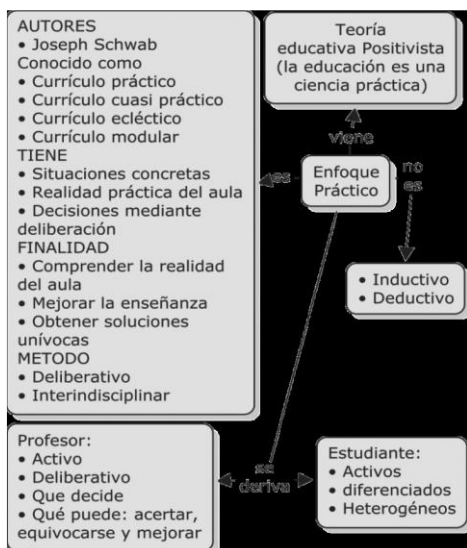 AUTORES
• Joseph Schwab
Conocido como
• Currículo práctico
• Currículo cuasi práctico
• Currículo ecléctico
• Currículo modular
TIENE
• Situaciones concretas
• Realidad práctica del aula
• Decisiones mediante
deliberación
FINALIDAD
• Comprender la realidad
del aula
• Mejorar la enseñanza
• Obtener soluciones
unívocas
METODO
• Deliberativo
• Interindisciplinar
Teoría
educativa Positivista
(la educación es una
ciencia práctica)
viene
es
Enfoque
Práctico
no
es
• Inductivo
• Deductivo
Profesor:
• Activo
• Deliberativo
• Que decide
• Qué puede: acertar,
equivocarse y mejorar
se
deriva
Estudiante:
• Activos
• diferenciados
• Heterogéneos